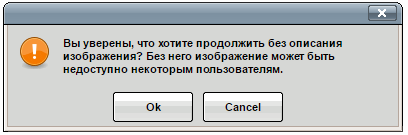 Вы уверены, что хотите продолжить без описания
изображения? Без него изображение может быть
недоступно некоторым пользователям.
Ok
Cancel